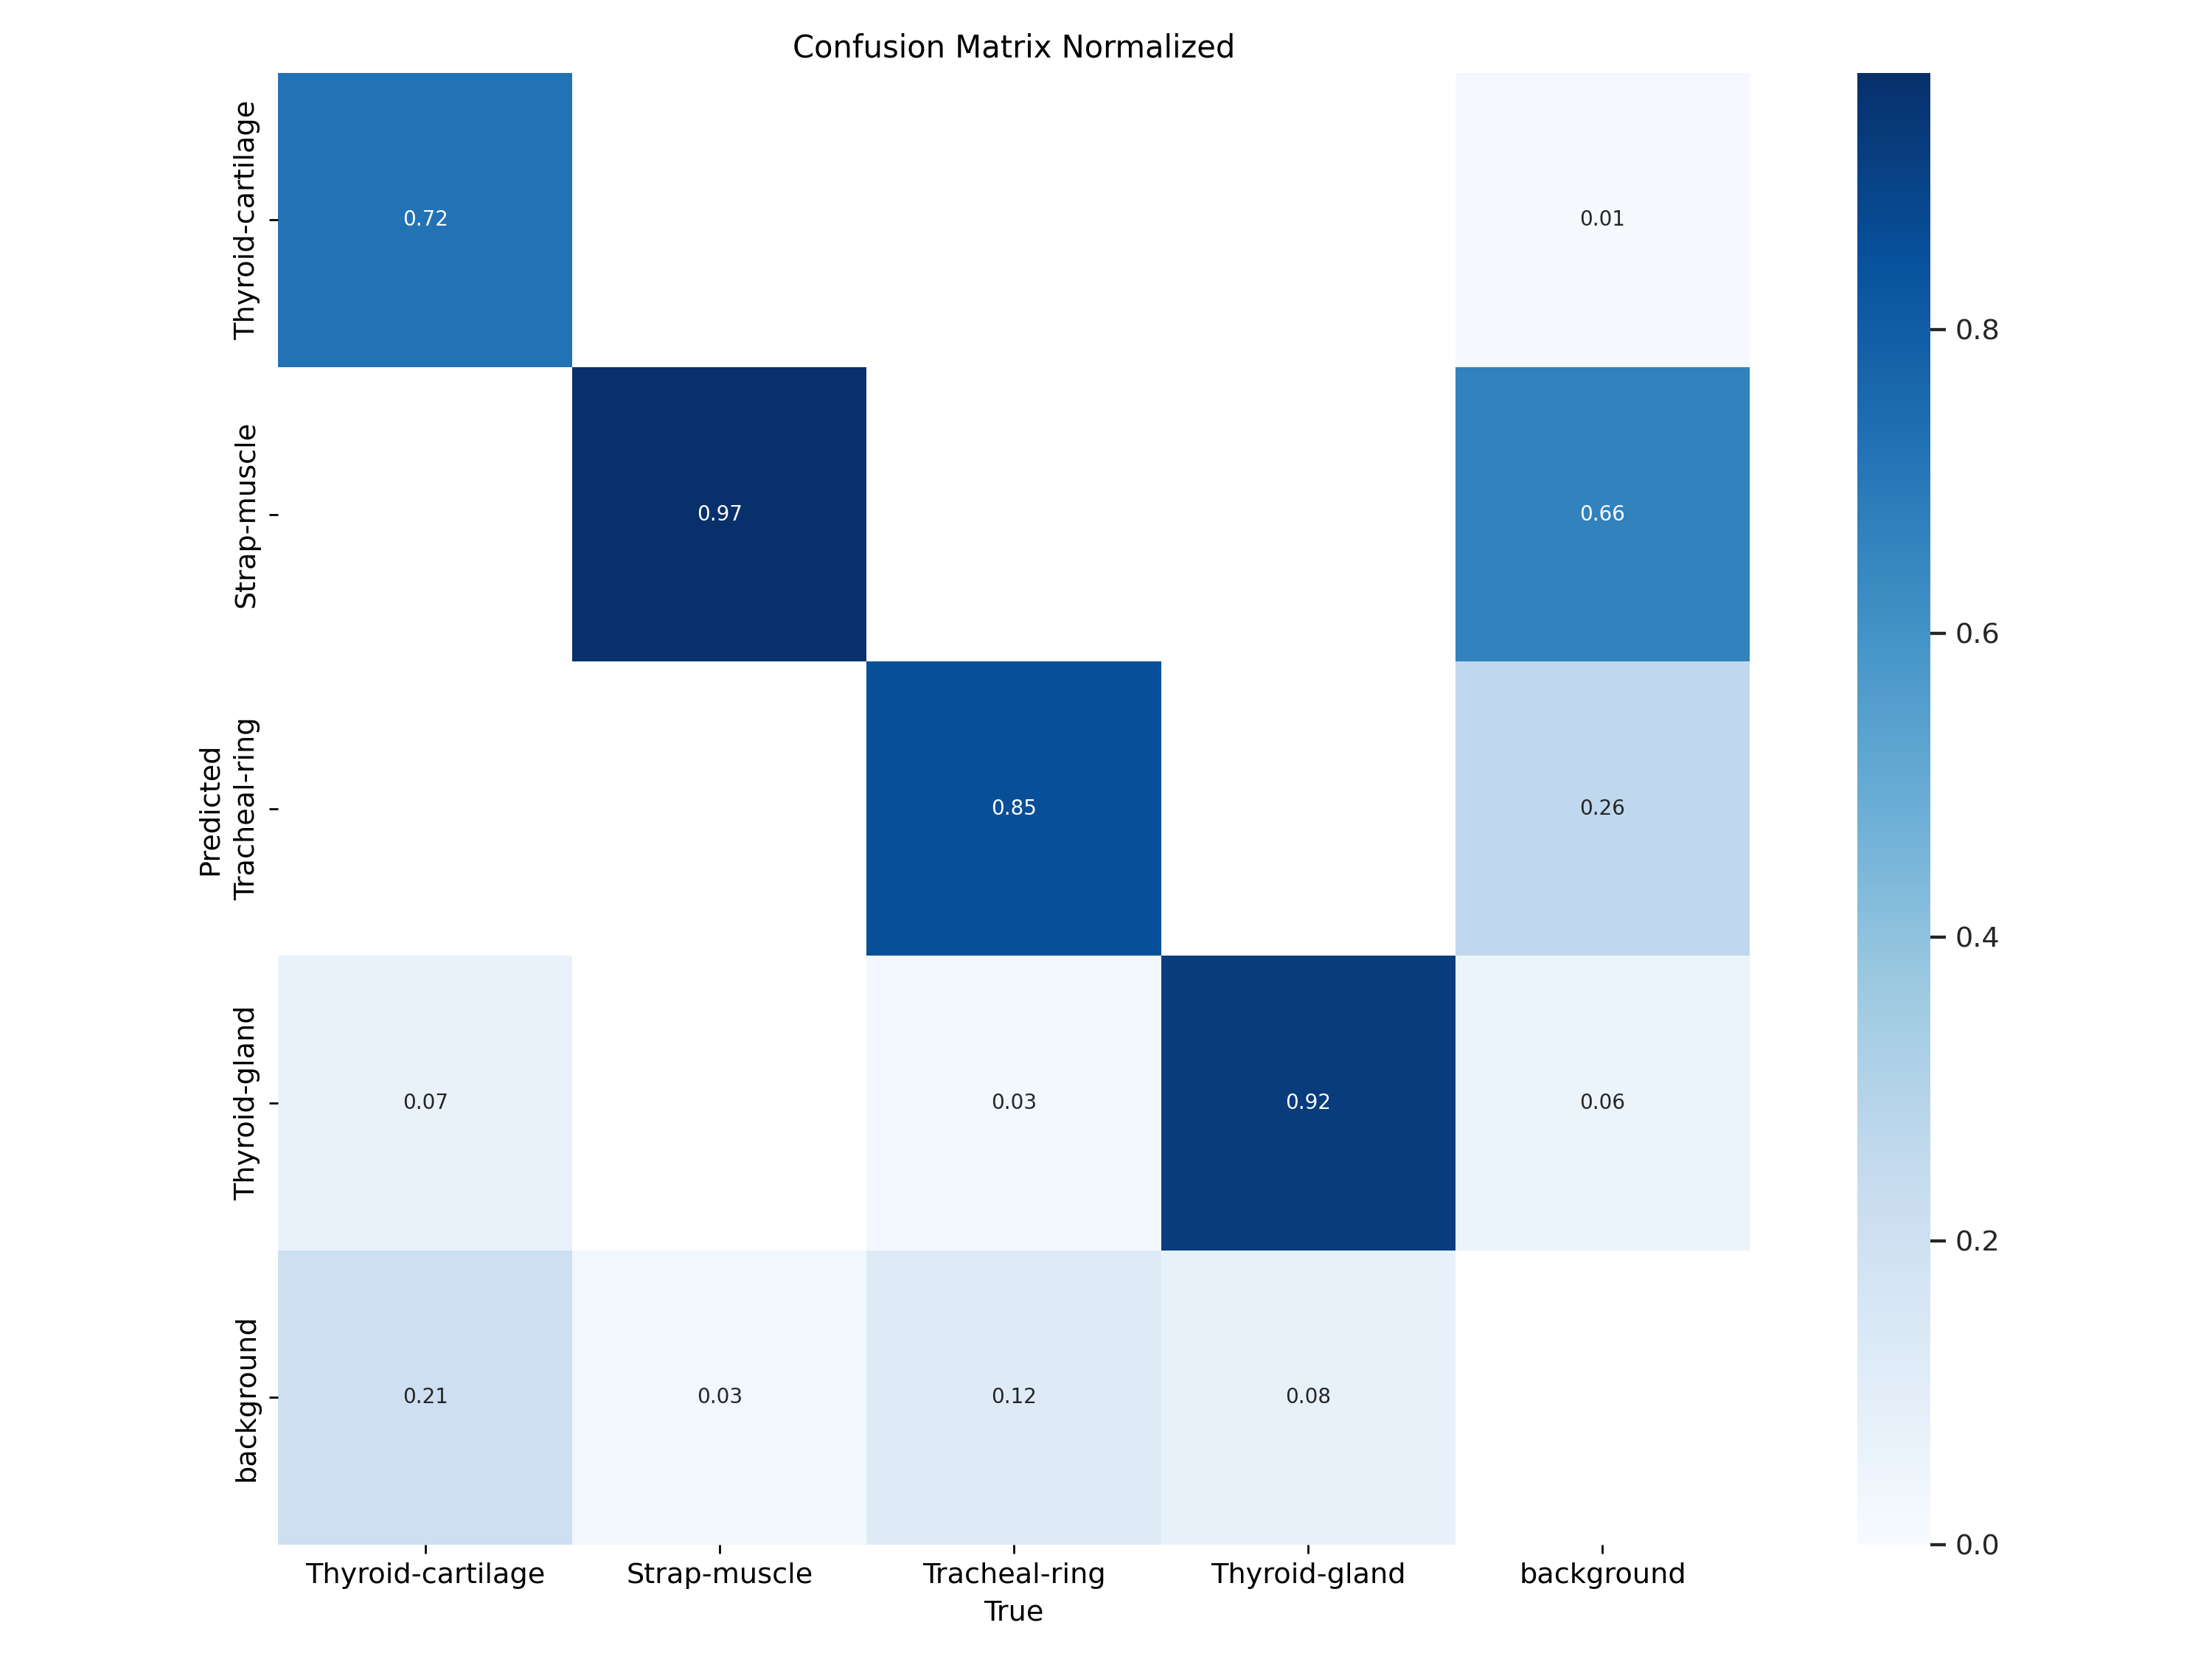 Confusion Matrix Normalized
Thyroid-cartilage
0.72
0.01
0.8
Strap-muscle
0.97
0.66
0.6
Predicted
Tracheal-ring
0.85
0.26
0.4
Thyroid-gland
0.07
0.03
0.92
0.06
0.2
background
0.21
0.03
0.12
0.08
0.0
Thyroid-cartilage
Strap-muscle
Tracheal-ring
Thyroid-gland
background
True